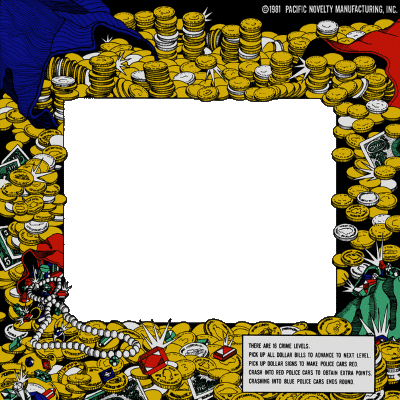 ©1981 PACIFIC NOVELTY MANUFACTURING, INC.
THERE ARE 16 CRIME LEVELS.
PICK UP ALL DOLLAR BILLS TO ADVANCE TO NEXT LEVEL.
PICK UP DOLLAR SIGNS TO MAKE POLICE CARS RED.
CRASH INTO RED POLICE CARS TO OBTAIN EXTRA POINTS.
CRASHING INTO BLUE POLICE CARS ENDS ROUND.